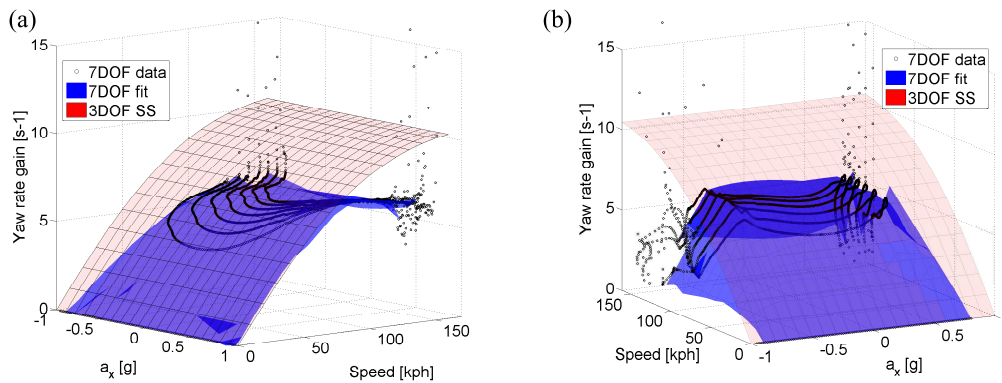 (a)
15
10
5
0
Yaw rate gain [s-1]
7DOF data
7DOF fit
3DOF SS
-1
-0.5
0
0.5
1
a_x [g]
0
50
100
150
Speed [kph]
(b)
15
10
5
0
Yaw rate gain [s-1]
7DOF data
7DOF fit
3DOF SS
150
100
50
0
Speed [kph]
-1
-0.5
0
0.5
a_x [g]